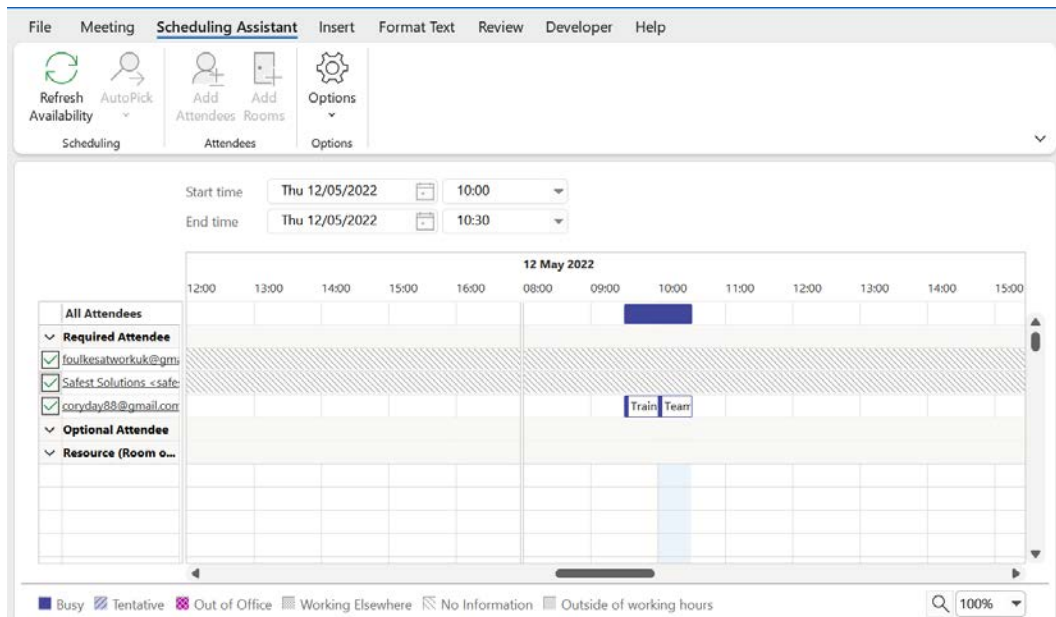 File Meeting Scheduling Assistant Insert Format Text Review Developer Help
Refresh Availability
AutoPick
Add Attendees
Add Rooms
Options
Scheduling Attendees Options
Start time Thu 12/05/2022 10:00
End time Thu 12/05/2022 10:30
12 May 2022
12:00 13:00 14:00 15:00 16:00 08:00 09:00 10:00 11:00 12:00 13:00 14:00 15:00
All Attendees
Required Attendee
foulkesatworkuk@gma
Safest Solutions <safe
coryday88@gmail.com Train Team
Optional Attendee
Resource (Room o...
Busy Tentative Out of Office Working Elsewhere No Information Outside of working hours 100%